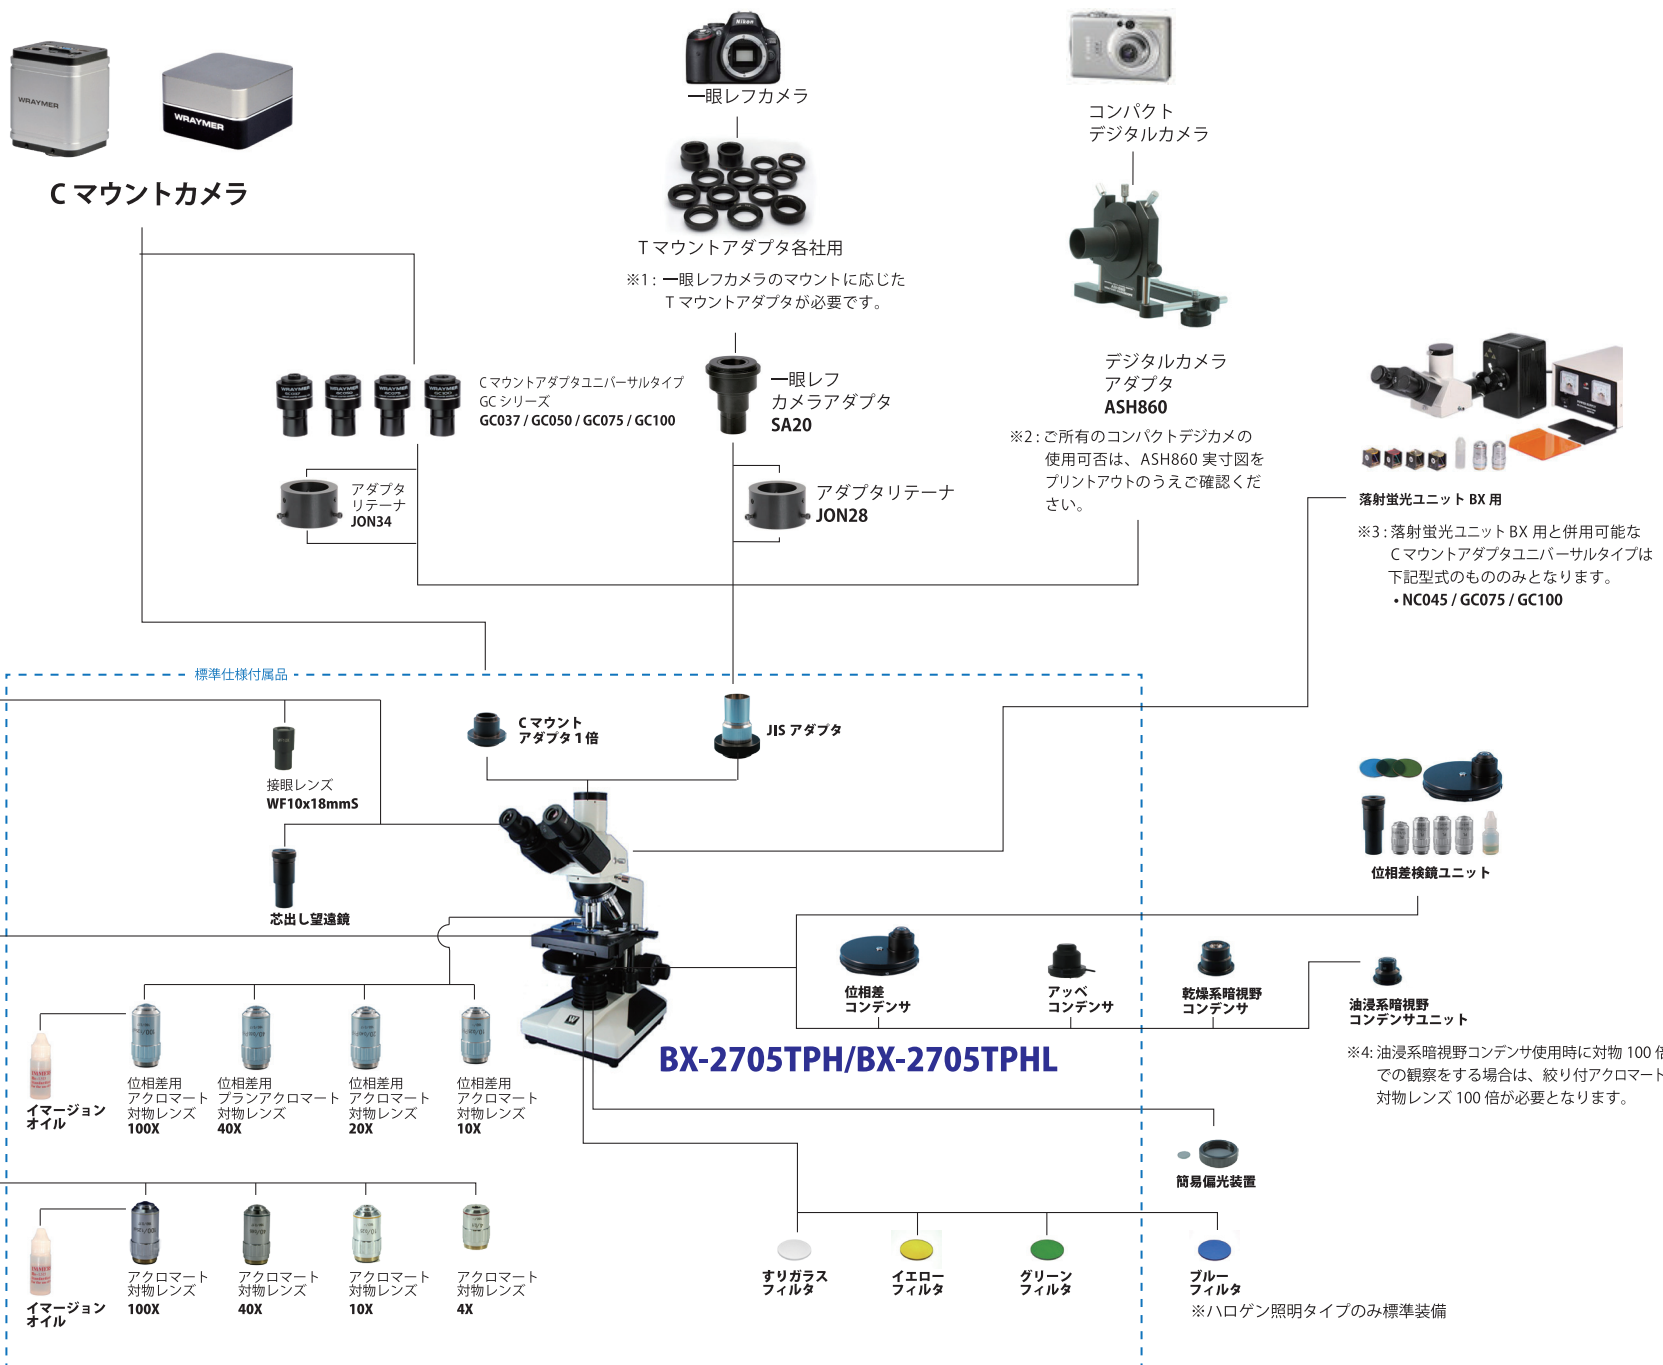 WRAYMER
WRAYMER
C マウントカメラ
Nikon
一眼レフカメラ
T マウントアダプタ各社用
※1 : 一眼レフカメラのマウントに応じた
T マウントアダプタが必要です。
コンパクト
デジタルカメラ
デジタルカメラ
アダプタ
ASH860
※2 : ご所有のコンパクトデジカメの
使用可否は、ASH860 実寸図を
プリントアウトのうえご確認くだ
さい。
C マウントアダプタユニバーサルタイプ
GC シリーズ
GC037 / GC050 / GC075 / GC100
一眼レフ
カメラアダプタ
SA20
アダプタ
リテーナ
JON34
アダプタリテーナ
JON28
落射蛍光ユニット BX 用
※3 : 落射蛍光ユニット BX 用と併用可能な
C マウントアダプタユニバーサルタイプは
下記型式のもののみとなります。
・NC045 / GC075 / GC100
標準仕様付属品
C マウント
アダプタ 1 倍
JIS アダプタ
接眼レンズ
WF10x18mmS
芯出し望遠鏡
位相差検鏡ユニット
位相差
コンデンサ
アッベ
コンデンサ
乾燥系暗視野
コンデンサ
油浸系暗視野
コンデンサユニット
※4: 油浸系暗視野コンデンサ使用時に対物 100 倍
での観察をする場合は、絞り付アクロマート
対物レンズ 100 倍が必要となります。
BX-2705TPH/BX-2705TPHL
イマージョン
オイル
位相差用
アクロマート
対物レンズ
100X
位相差用
プランアクロマート
対物レンズ
40X
位相差用
アクロマート
対物レンズ
20X
位相差用
アクロマート
対物レンズ
10X
簡易偏光装置
イマージョン
オイル
アクロマート
対物レンズ
100X
アクロマート
対物レンズ
40X
アクロマート
対物レンズ
10X
アクロマート
対物レンズ
4X
すりガラス
フィルタ
イエロー
フィルタ
グリーン
フィルタ
ブルー
フィルタ
※ハロゲン照明タイプのみ標準装備